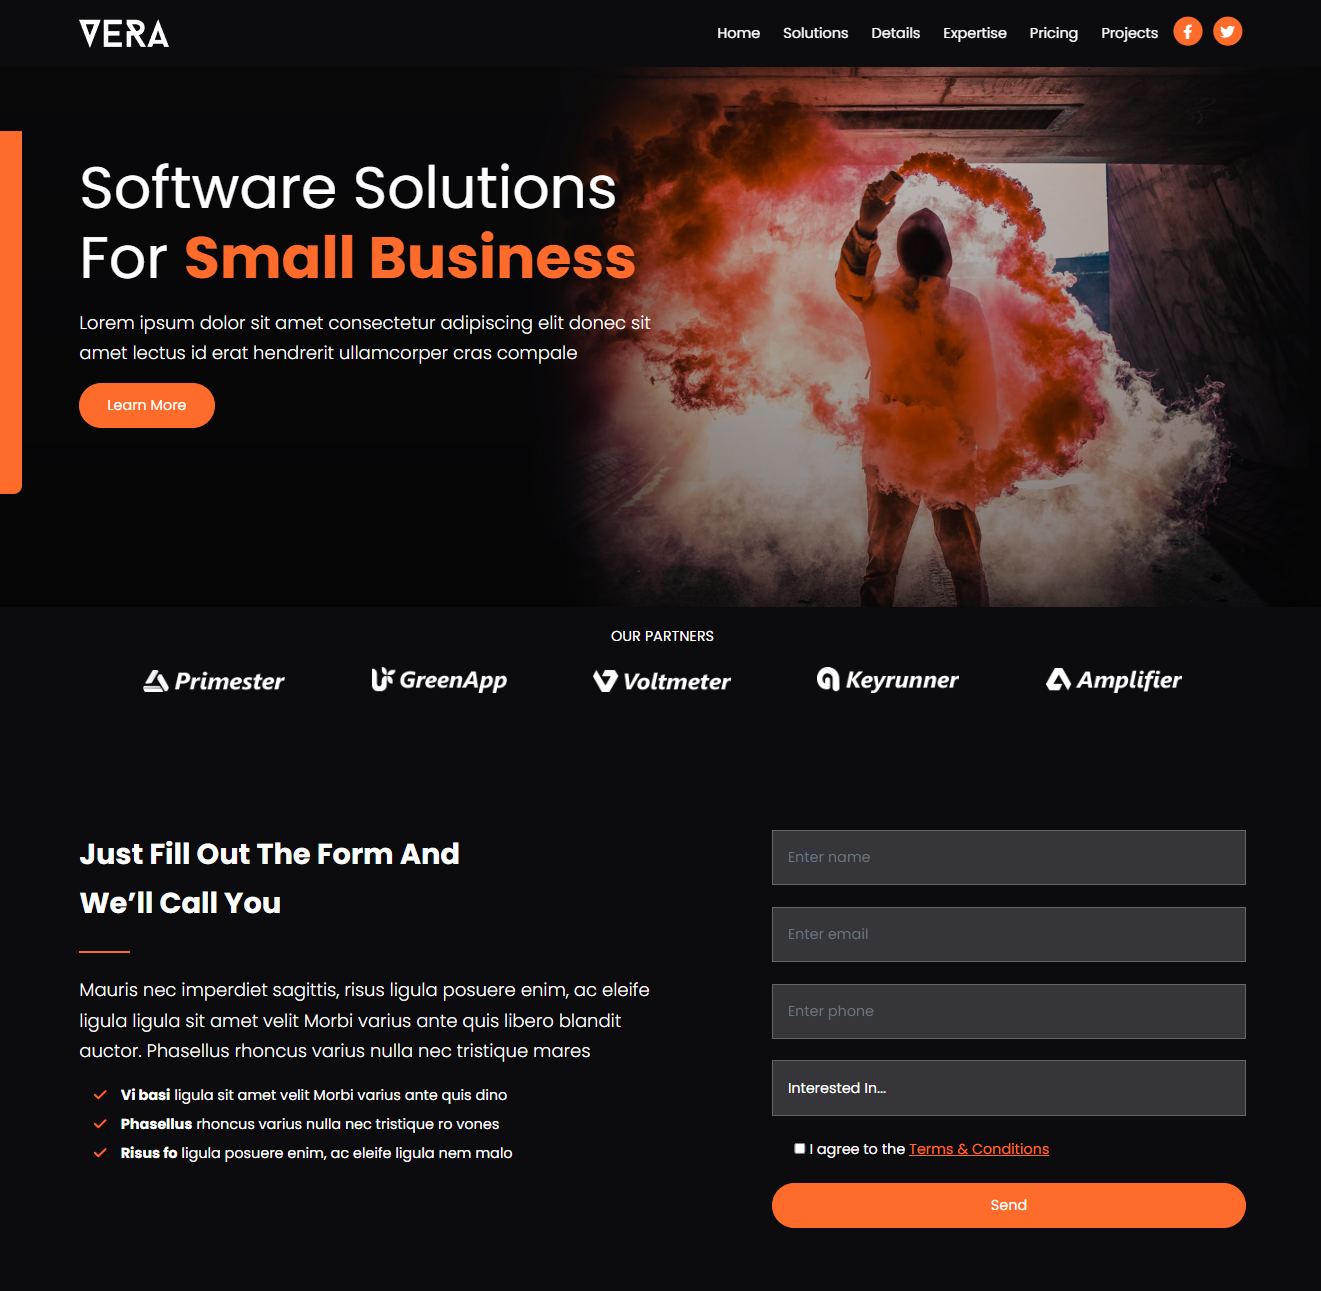 VERA
Home Solutions Details Expertise Pricing Projects
Software Solutions
For Small Business
Lorem ipsum dolor sit amet consectetur adipiscing elit donec sit
amet lectus id erat hendrerit ullamcorper cras compale
Learn More
OUR PARTNERS
Primester GreenApp Voltmeter Keyrunner Amplifier
Just Fill Out The Form And
We’ll Call You
Mauris nec imperdiet sagittis, risus ligula posuere enim, ac eleife
ligula ligula sit amet velit Morbi varius ante quis libero blandit
auctor. Phasellus rhoncus varius nulla nec tristique mares
Vi basi ligula sit amet velit Morbi varius ante quis dino
Phasellus rhoncus varius nulla nec tristique ro vones
Risus fo ligula posuere enim, ac eleife ligula nem malo
Enter name
Enter email
Enter phone
Interested In...
I agree to the Terms & Conditions
Send